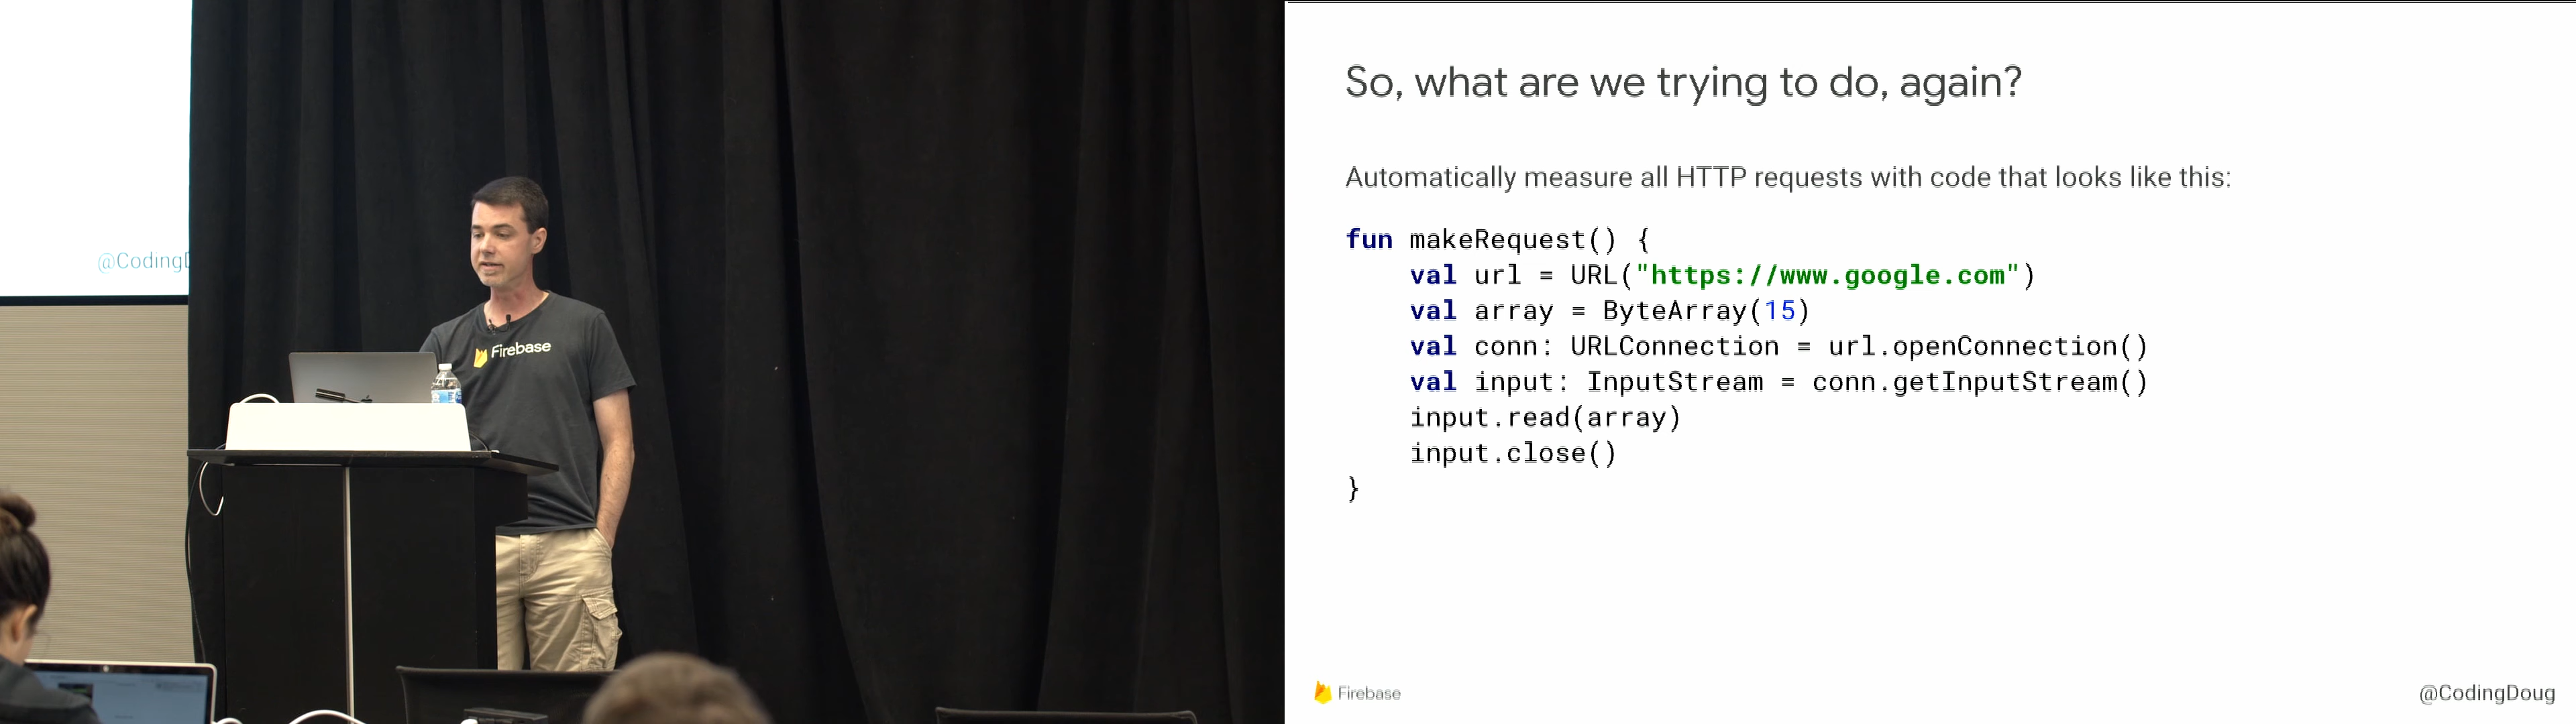 @CodingD
Firebase
So, what are we trying to do, again?
Automatically measure all HTTP requests with code that looks like this:
fun makeRequest() {
    val url = URL("https://www.google.com")
    val array = ByteArray(15)
    val conn: URLConnection = url.openConnection()
    val input: InputStream = conn.getInputStream()
    input.read(array)
    input.close()
}
Firebase
@CodingDoug